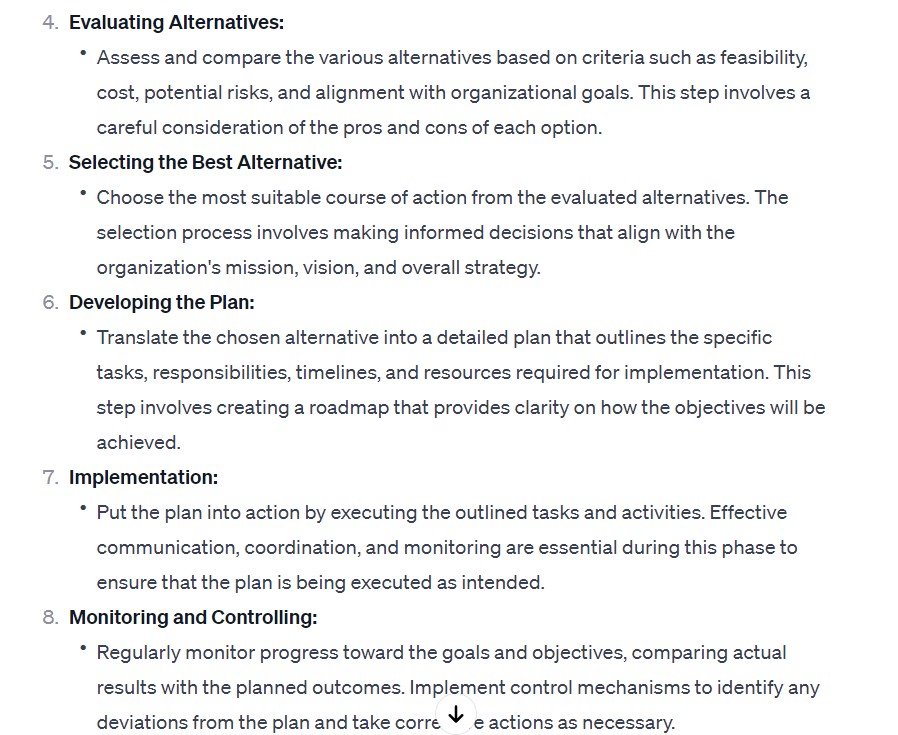 4. Evaluating Alternatives:
• Assess and compare the various alternatives based on criteria such as feasibility,
cost, potential risks, and alignment with organizational goals. This step involves a
careful consideration of the pros and cons of each option.
5. Selecting the Best Alternative:
• Choose the most suitable course of action from the evaluated alternatives. The
selection process involves making informed decisions that align with the
organization's mission, vision, and overall strategy.
6. Developing the Plan:
• Translate the chosen alternative into a detailed plan that outlines the specific
tasks, responsibilities, timelines, and resources required for implementation. This
step involves creating a roadmap that provides clarity on how the objectives will be
achieved.
7. Implementation:
• Put the plan into action by executing the outlined tasks and activities. Effective
communication, coordination, and monitoring are essential during this phase to
ensure that the plan is being executed as intended.
8. Monitoring and Controlling:
• Regularly monitor progress toward the goals and objectives, comparing actual
results with the planned outcomes. Implement control mechanisms to identify any
deviations from the plan and take actions as necessary.